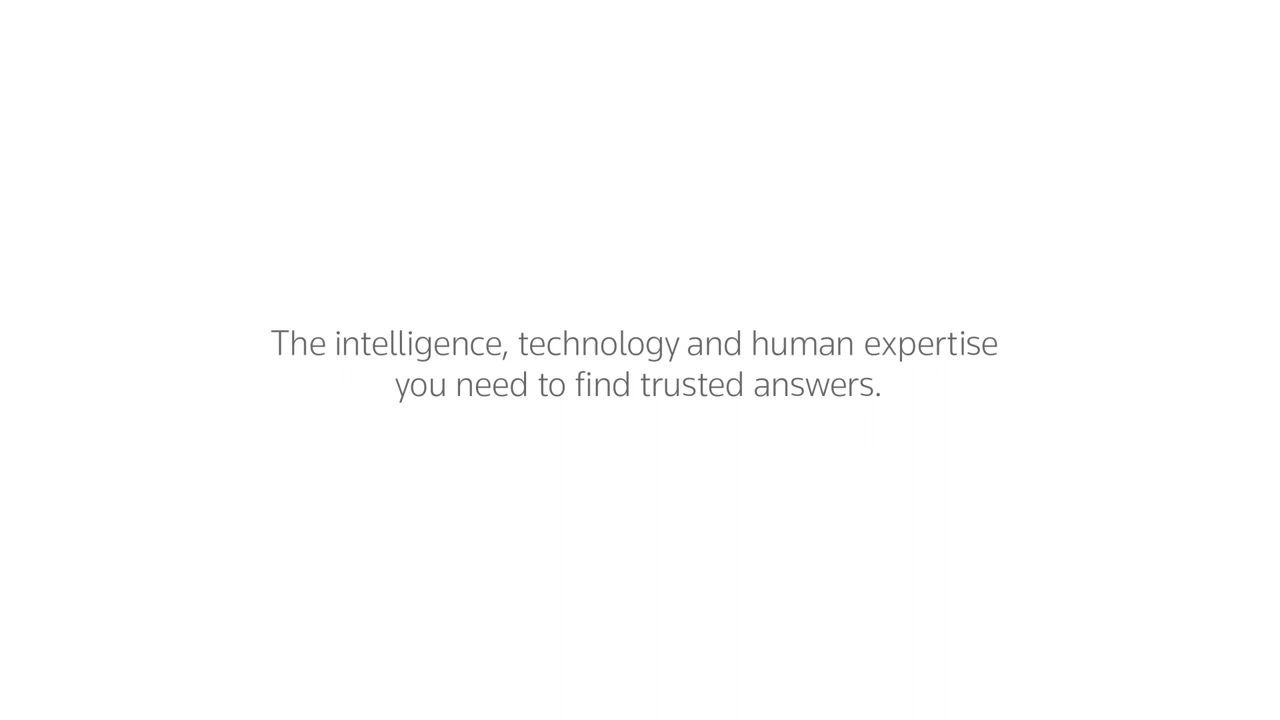 The intelligence, technology and human expertise
you need to find trusted answers.